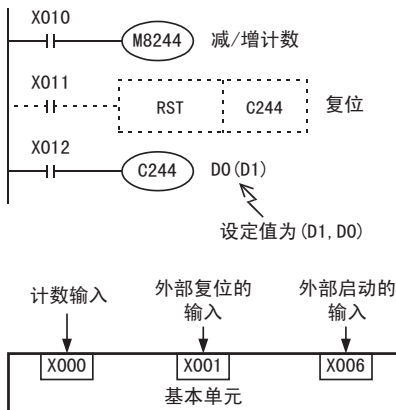 X010
M8244 减/增计数
X011
RST C244 复位
X012
C244 D0(D1)
设定值为(D1,D0)
计数输入 外部复位的输入 外部启动的输入
X000 X001 X006
基本单元